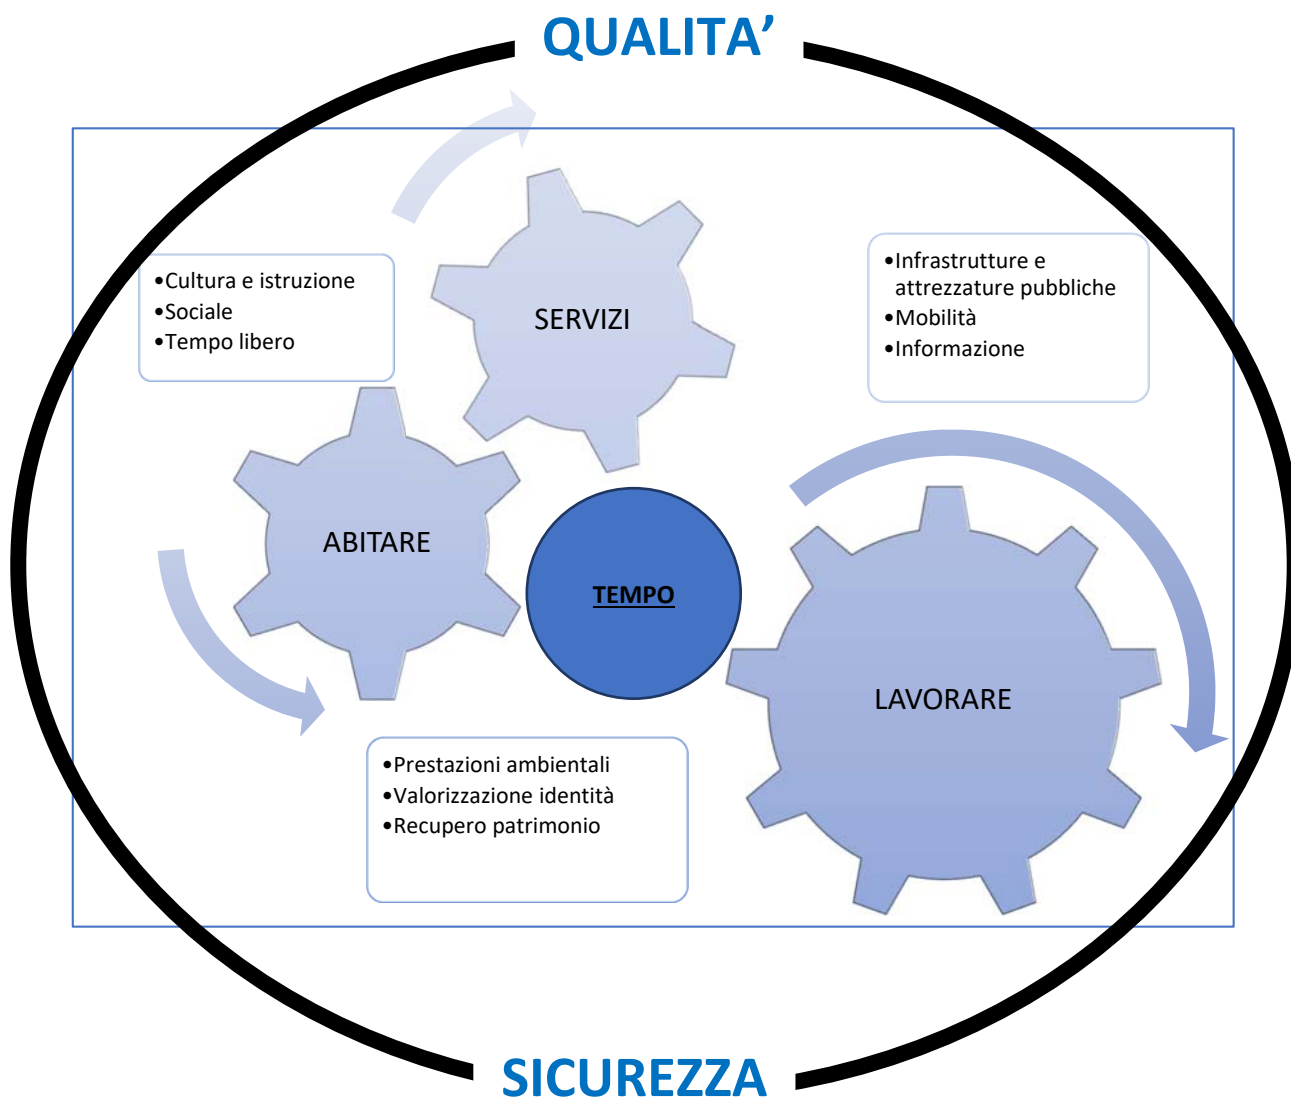 QUALITA’
•Cultura e istruzione
•Sociale
•Tempo libero
SERVIZI
•Infrastrutture e
attrezzature pubbliche
•Mobilità
•Informazione
ABITARE
TEMPO
LAVORARE
•Prestazioni ambientali
•Valorizzazione identità
•Recupero patrimonio
SICUREZZA